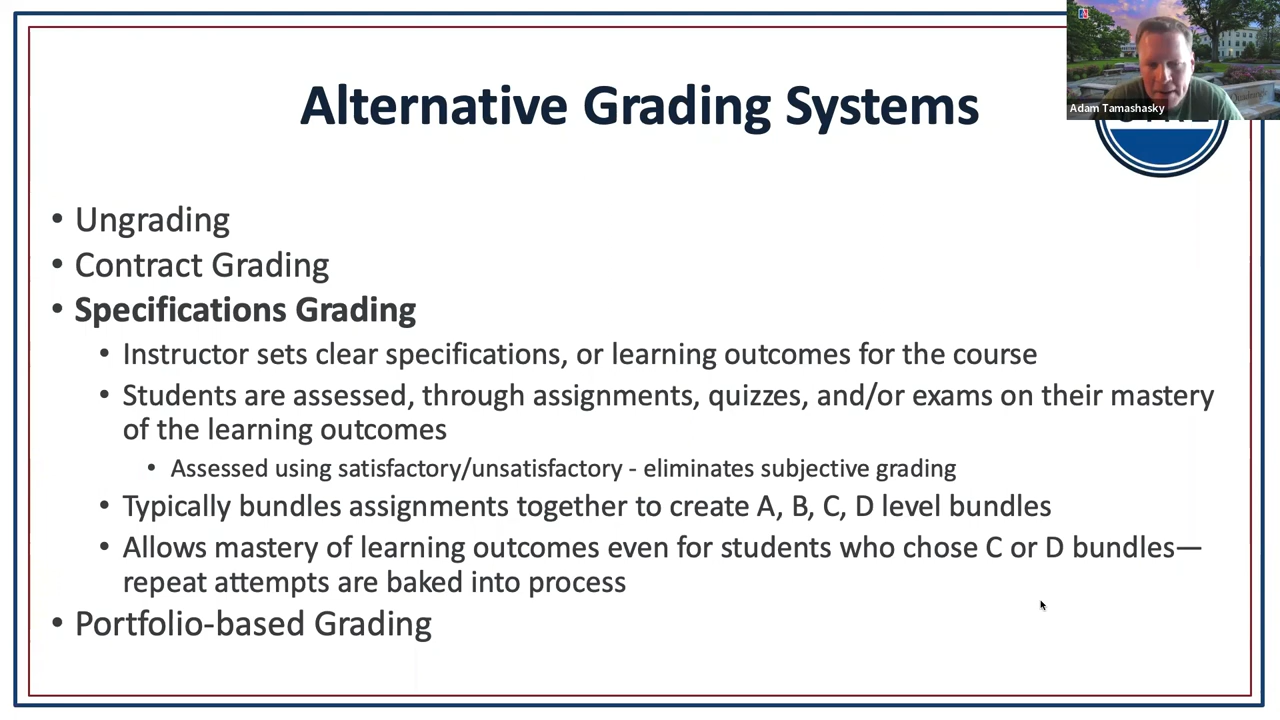 Alternative Grading Systems
Adam Tamashasky
• Ungrading
• Contract Grading
• Specifications Grading
• Instructor sets clear specifications, or learning outcomes for the course
• Students are assessed, through assignments, quizzes, and/or exams on their mastery
of the learning outcomes
• Assessed using satisfactory/unsatisfactory - eliminates subjective grading
• Typically bundles assignments together to create A, B, C, D level bundles
• Allows mastery of learning outcomes even for students who chose C or D bundles—
repeat attempts are baked into process
• Portfolio-based Grading